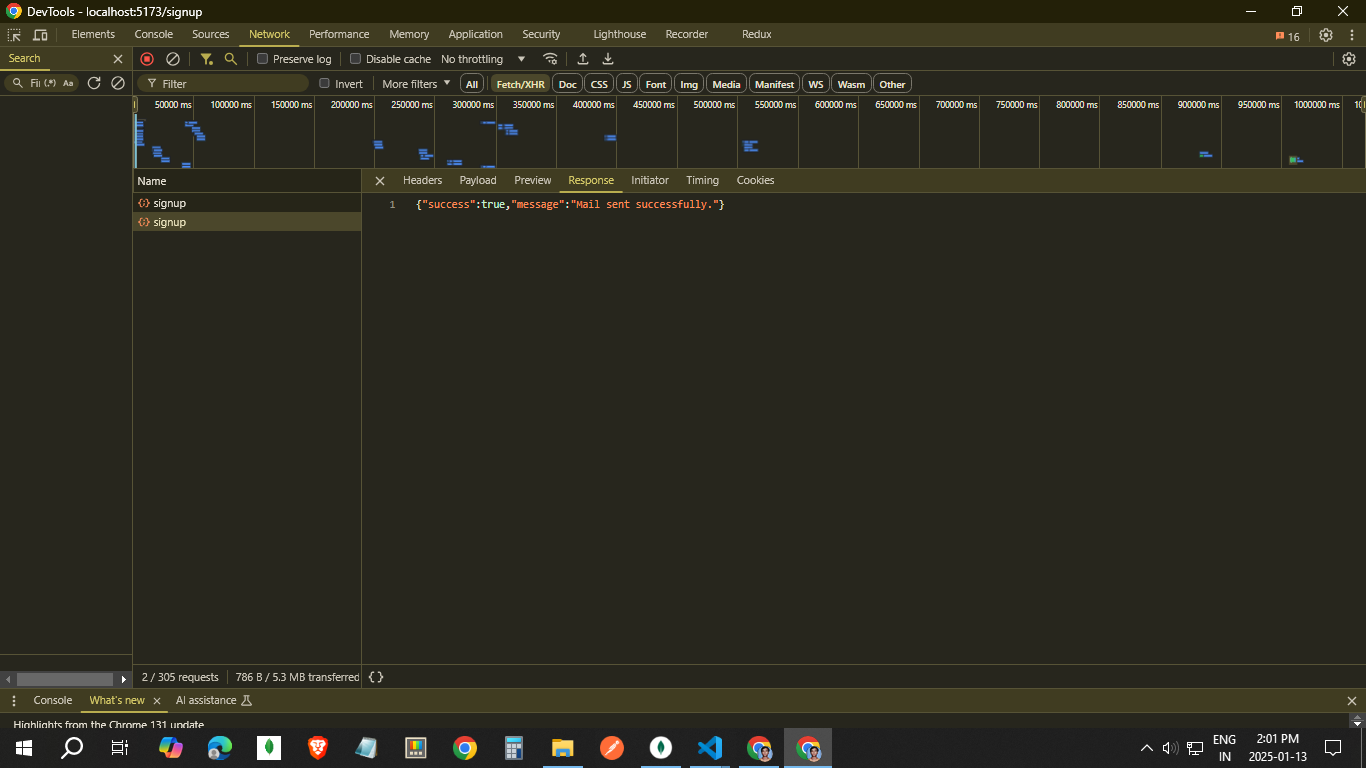 DevTools - localhost:5173/signup
Elements Console Sources Network Performance Memory Application Security Lighthouse Recorder Redux 16
Search
Preserve log Disable cache No throttling
Fi (.*) Aa
Filter Invert More filters All Fetch/XHR Doc CSS JS Font Img Media Manifest WS Wasm Other
50000 ms 100000 ms 150000 ms 200000 ms 250000 ms 300000 ms 350000 ms 400000 ms 450000 ms 500000 ms 550000 ms 600000 ms 650000 ms 700000 ms 750000 ms 800000 ms 850000 ms 900000 ms 950000 ms 1000000 ms
Name
Headers Payload Preview Response Initiator Timing Cookies
signup
signup
1 {"success":true,"message":"Mail sent successfully."}
2 / 305 requests 786 B / 5.3 MB transferred {}
Console What's new AI assistance
Highlights from the Chrome 131 update
ENG 2:01 PM
IN 2025-01-13